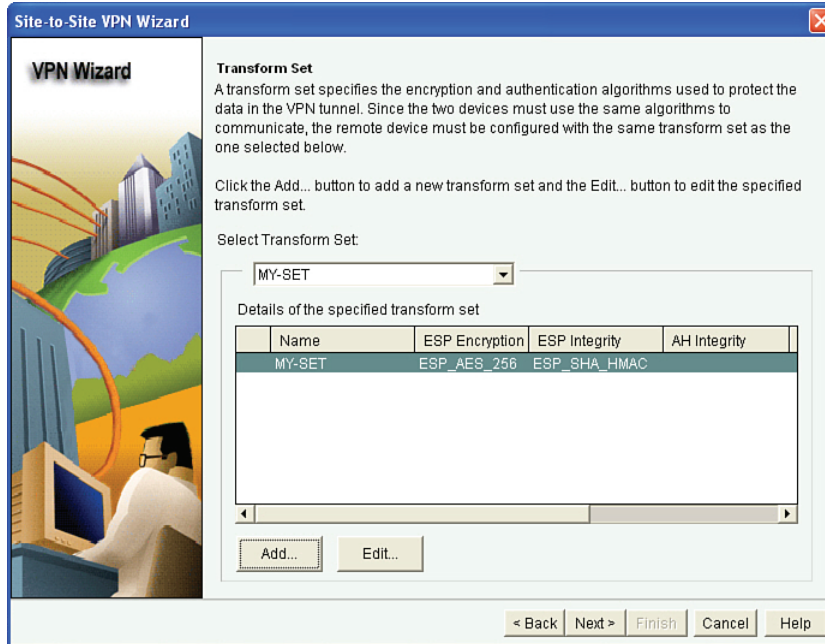 Site-to-Site VPN Wizard
VPN Wizard
Transform Set
A transform set specifies the encryption and authentication algorithms used to protect the
data in the VPN tunnel. Since the two devices must use the same algorithms to
communicate, the remote device must be configured with the same transform set as the
one selected below.
Click the Add... button to add a new transform set and the Edit... button to edit the specified
transform set.
Select Transform Set:
MY-SET
Details of the specified transform set
Name ESP Encryption ESP Integrity AH Integrity
MY-SET ESP_AES_256 ESP_SHA_HMAC
Add... Edit...
< Back Next > Finish Cancel Help